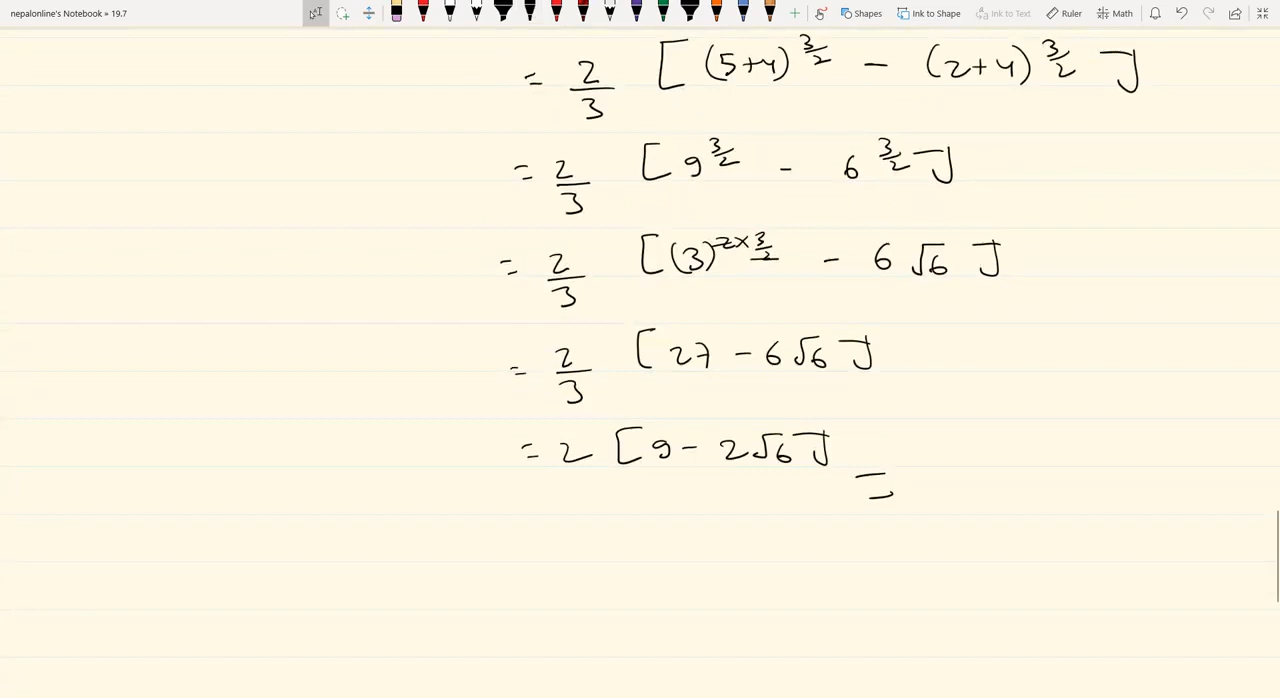 nepalonline's Notebook » 19.7 Shapes Ink to Shape Ink to Text Ruler Math
= 2/3 [(5+4)^3/2 - (2+4)^3/2]
= 2/3 [9^3/2 - 6^3/2]
= 2/3 [(3)^2×3/2 - 6√6]
= 2/3 [27 - 6√6]
= 2 [9 - 2√6]